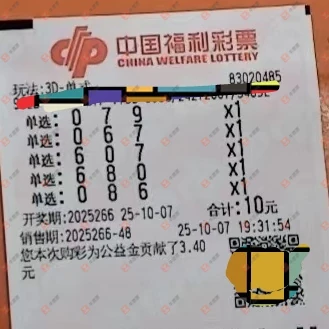 中国福利彩票
CHINA WELFARE LOTTERY
玩法:3D-单式 83020485
单选: 0 7 9 X1
单选: 0 6 7 X1
单选: 6 0 7 X1
单选: 6 8 0 X1
单选: 0 8 6 X1
开奖期:2025266 25-10-07 合计:10元
销售期:2025266-48 25-10-07 19:31:54
您本次购彩为公益金贡献了3.40
元